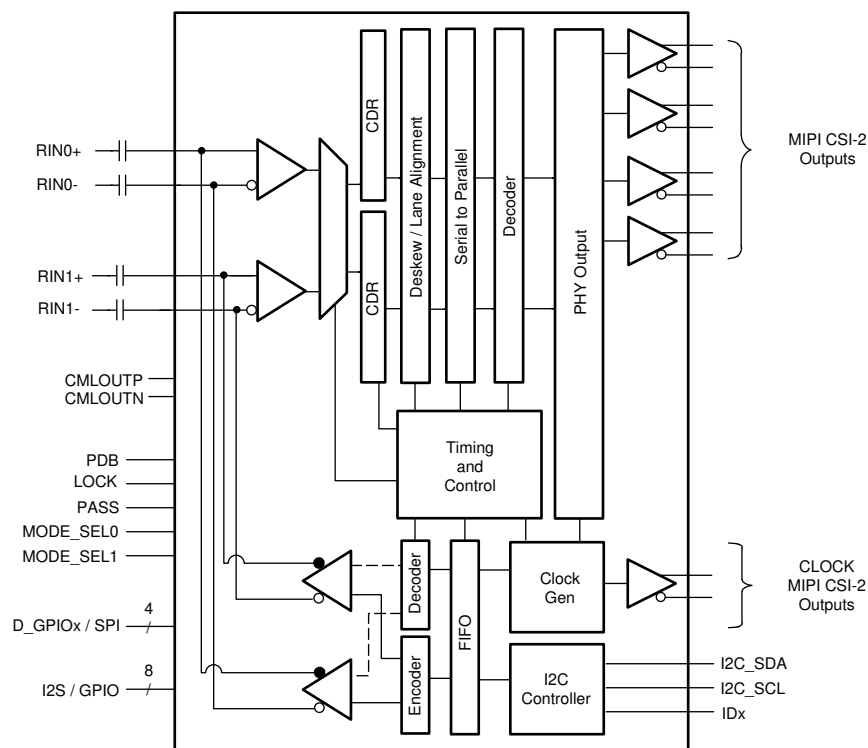 RIN0+
RIN0-
RIN1+
RIN1-
CMLOUTP
CMLOUTN
PDB
LOCK
PASS
MODE_SEL0
MODE_SEL1
4
D_GPIOx / SPI
8
I2S / GPIO
CDR
CDR
Deskew / Lane Alignment
Serial to Parallel
Decoder
PHY Output
Timing
and
Control
Decoder
Encoder
FIFO
Clock
Gen
I2C
Controller
MIPI CSI-2
Outputs
CLOCK
MIPI CSI-2
Outputs
I2C_SDA
I2C_SCL
IDx